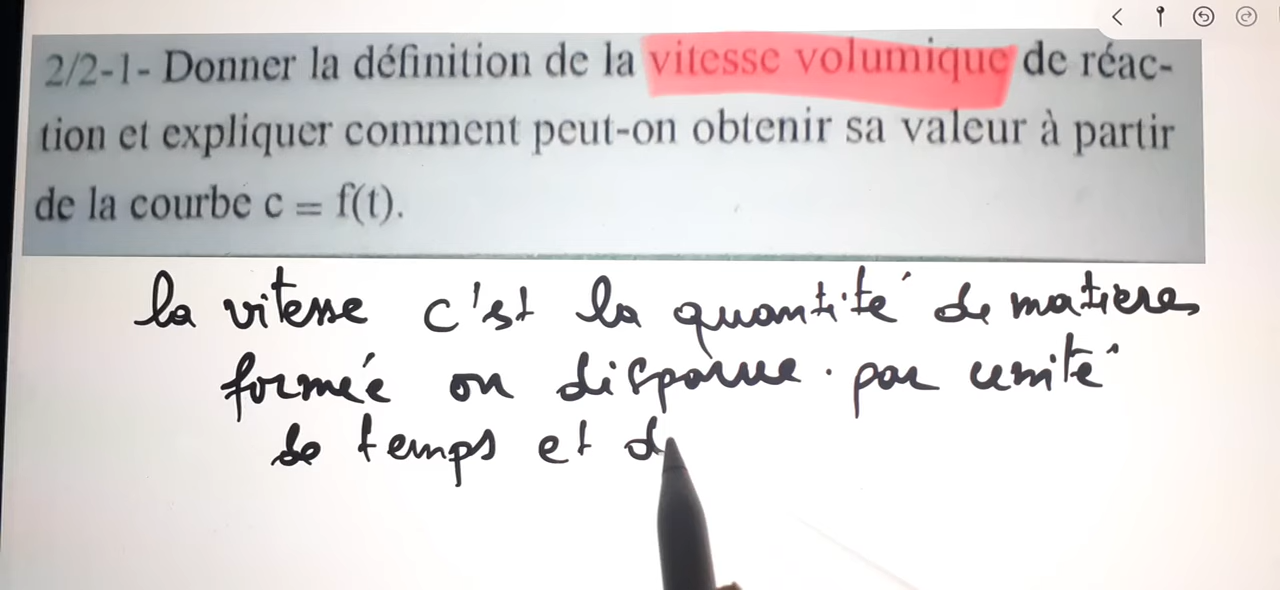 2/2-1- Donner la définition de la vitesse volumique de réac-
tion et expliquer comment peut-on obtenir sa valeur à partir
de la courbe c = f(t).
la vitesse c'est la quantité de matieres
formée ou disparue. par unité
de temps et d